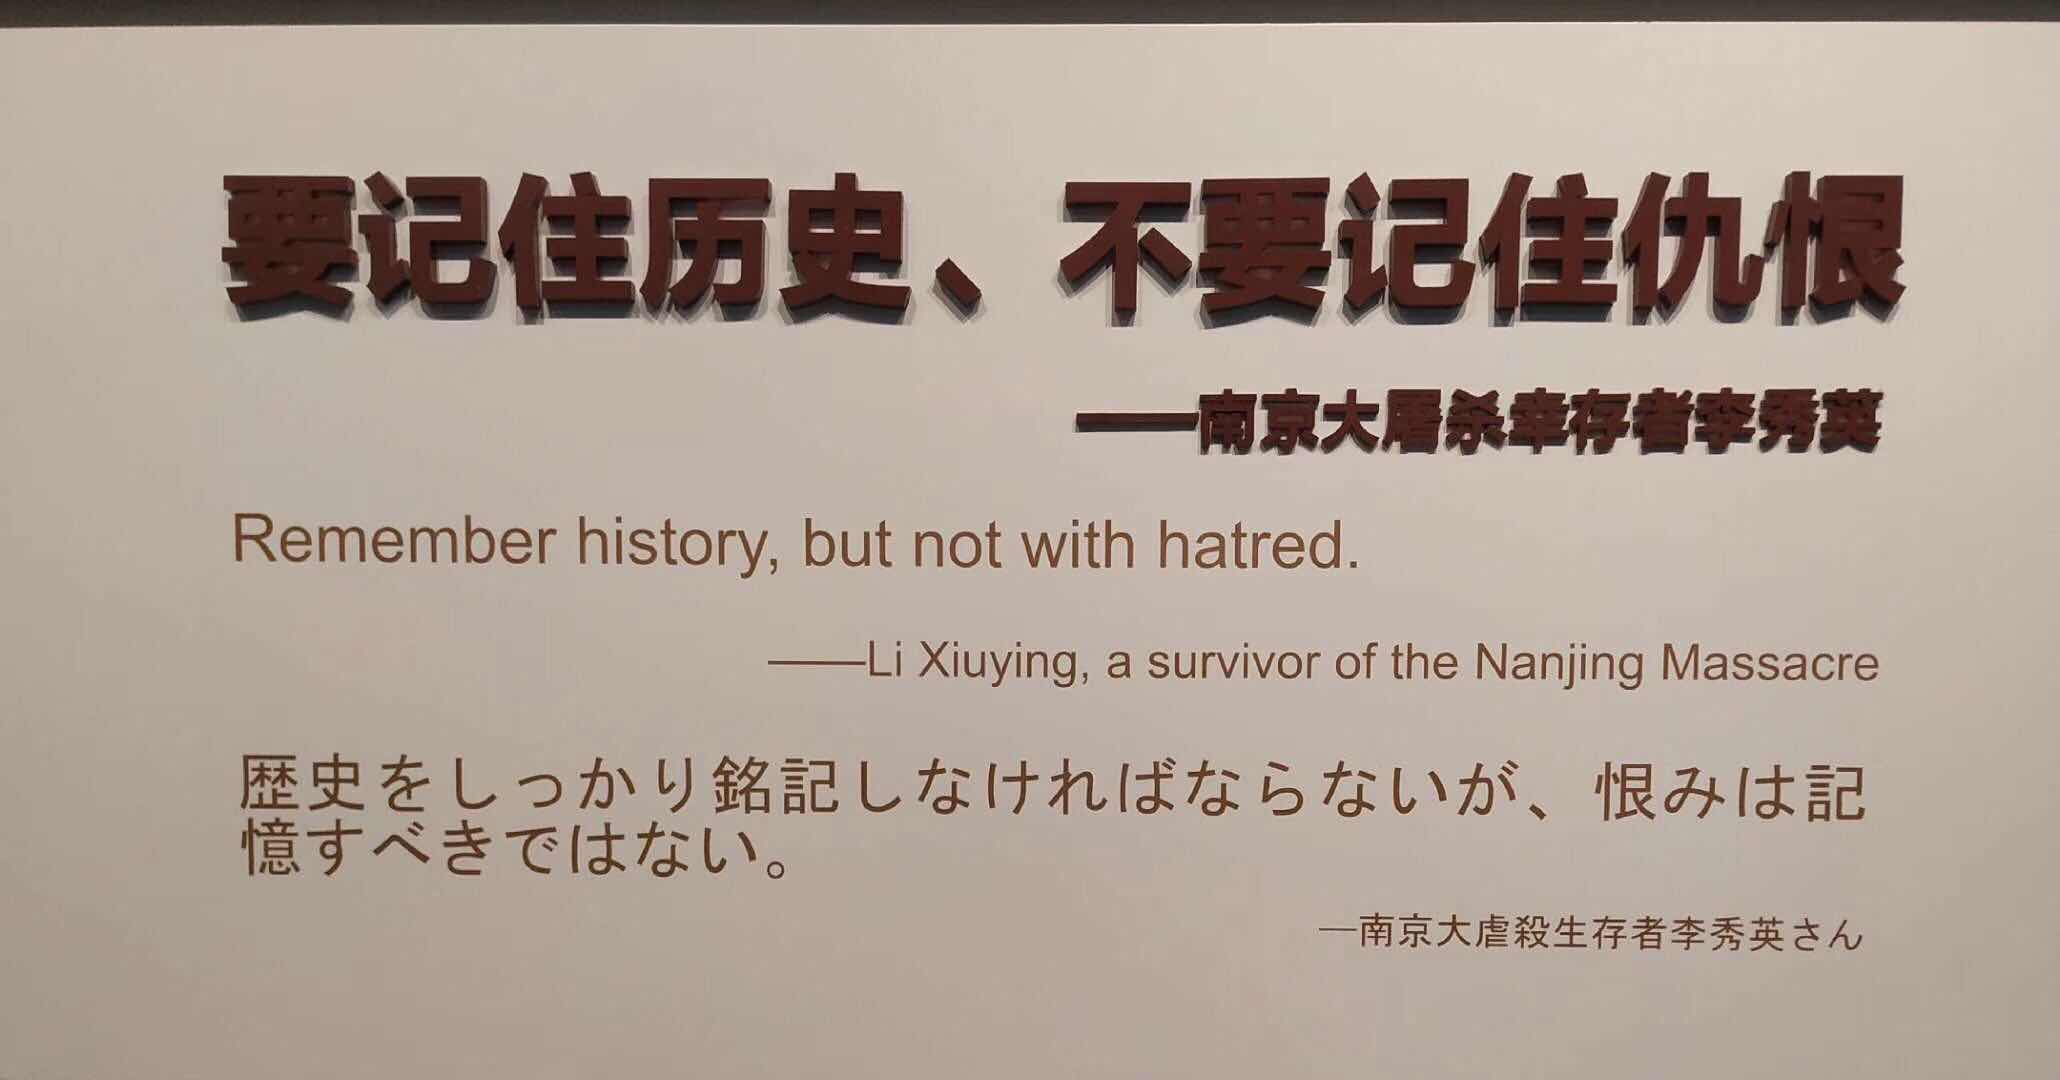 要记住历史、不要记住仇恨
——南京大屠杀幸存者李秀英
Remember history, but not with hatred.
——Li Xiuying, a survivor of the Nanjing Massacre
歴史をしっかり銘記しなければならないが、恨みは記
憶すべきではない。
—南京大虐殺生存者李秀英さん